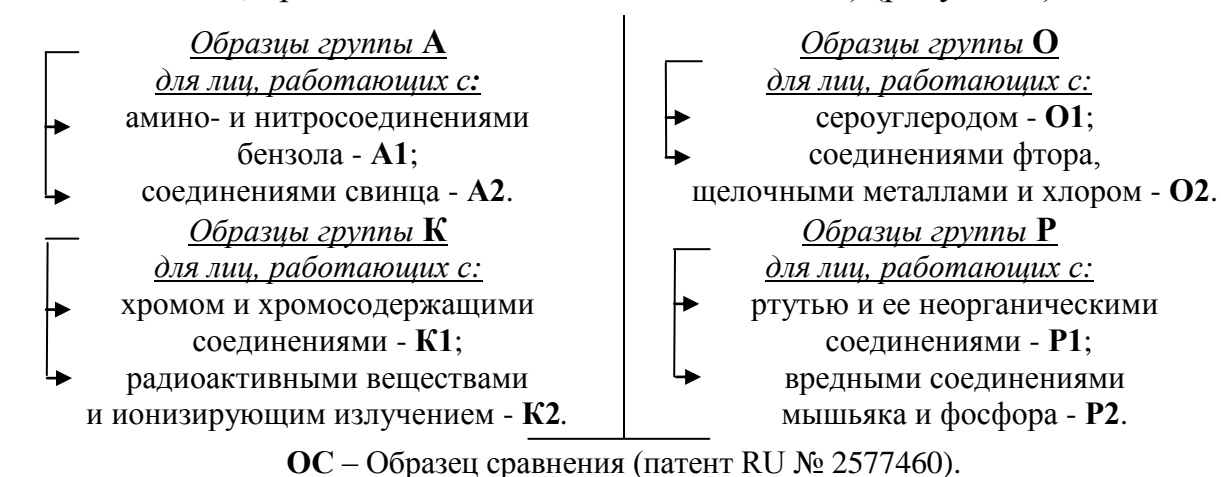 Образцы группы А
для лиц, работающих с:
амино- и нитросоединениями
бензола - А1;
соединениями свинца - А2.
Образцы группы К
для лиц, работающих с:
хромом и хромосодержащими
соединениями - К1;
радиоактивными веществами
и ионизирующим излучением - К2.
Образцы группы О
для лиц, работающих с:
сероуглеродом - О1;
соединениями фтора,
щелочными металлами и хлором - О2.
Образцы группы Р
для лиц, работающих с:
ртутью и ее неорганическими
соединениями - Р1;
вредными соединениями
мышьяка и фосфора - Р2.
ОС – Образец сравнения (патент RU № 2577460).